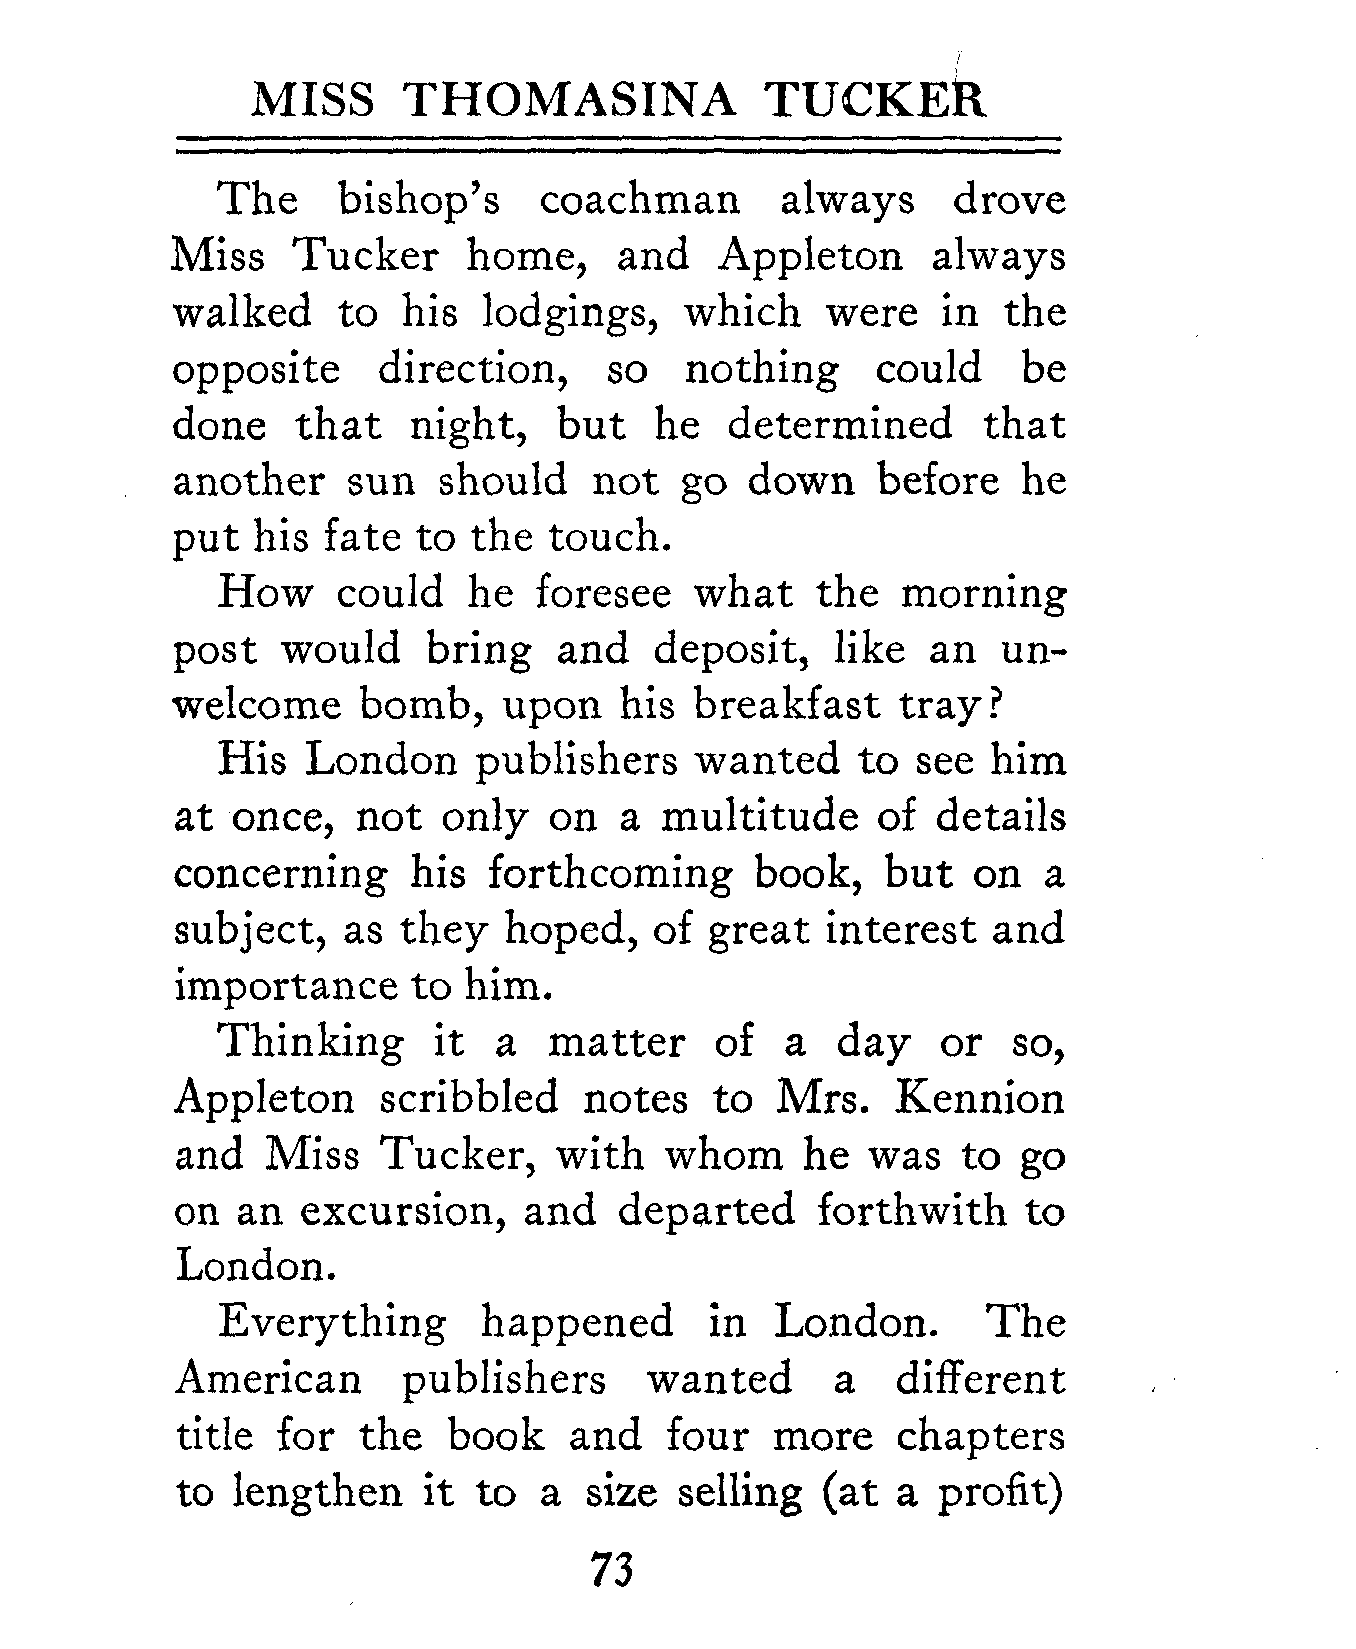 MISS THOMASINA TUCKER
The bishop's coachman always drove
Miss Tucker home, and Appleton always
walked to his lodgings, which were in the
opposite direction, so nothing could be
done that night, but he determined that
another sun should not go down before he
put his fate to the touch.
How could he foresee what the morning
post would bring and deposit, like an un-
welcome bomb, upon his breakfast tray?
His London publishers wanted to see him
at once, not only on a multitude of details
concerning his forthcoming book, but on a
subject, as they hoped, of great interest and
importance to him.
Thinking it a matter of a day or so,
Appleton scribbled notes to Mrs. Kennion
and Miss Tucker, with whom he was to go
on an excursion, and departed forthwith to
London.
Everything happened in London. The
American publishers wanted a different
title for the book and four more chapters
to lengthen it to a size selling (at a profit)
73